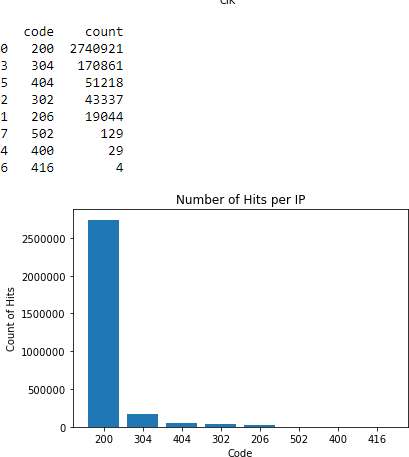 CIK
code count
0 200 2740921
3 304 170861
5 404 51218
2 302 43337
1 206 19044
7 502 129
4 400 29
6 416 4
Number of Hits per IP
Count of Hits
2500000
2000000
1500000
1000000
500000
0
200 304 404 302 206 502 400 416
Code